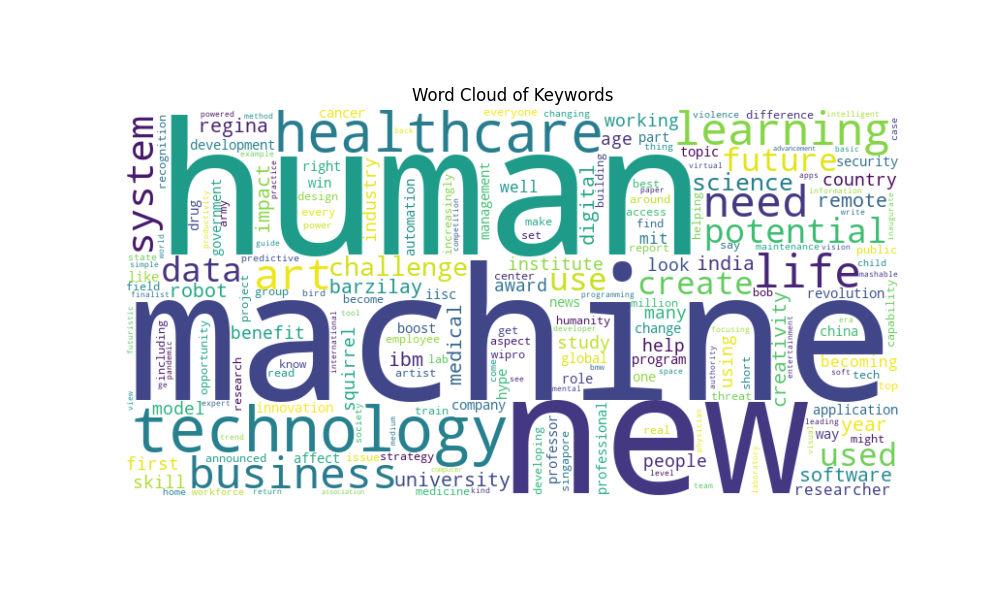 Word Cloud of Keywords
powered method cancer everyone changing violence difference intelligent
regina healthcare working learning
system recognition development back age part thing topic case
example right industry automation increasingly management well building best future security
practice human virtual advancement basic
drug government productivity army impact win design every power competition make set digital paper around access helping science need country apps information remote write inaugurate
world guide find mit report potential say maintenance vision public
state simple predictive art challenge institute use look india life child mashable
like data center award create bob revolution
field robot project group bird barzilay iisc news programming million capability
finalist become humanity many creativity era
futuristic tool boost get developer change focusing china
opportunity benefit international employee aspect study help using entertainment
including pandemic squirrel ibm lab medical wipro global program authority becoming
research know artist comes hype see bmw role one space short soft tech
read machine mental threat top
view expert innovation society train company new professor professional real physician leading application
model technology medium year
trend visual way might
first announced affect issue strategy developing singapore people used
skill business computer university level software
home workforce return association medicine kind team laboratory researcher